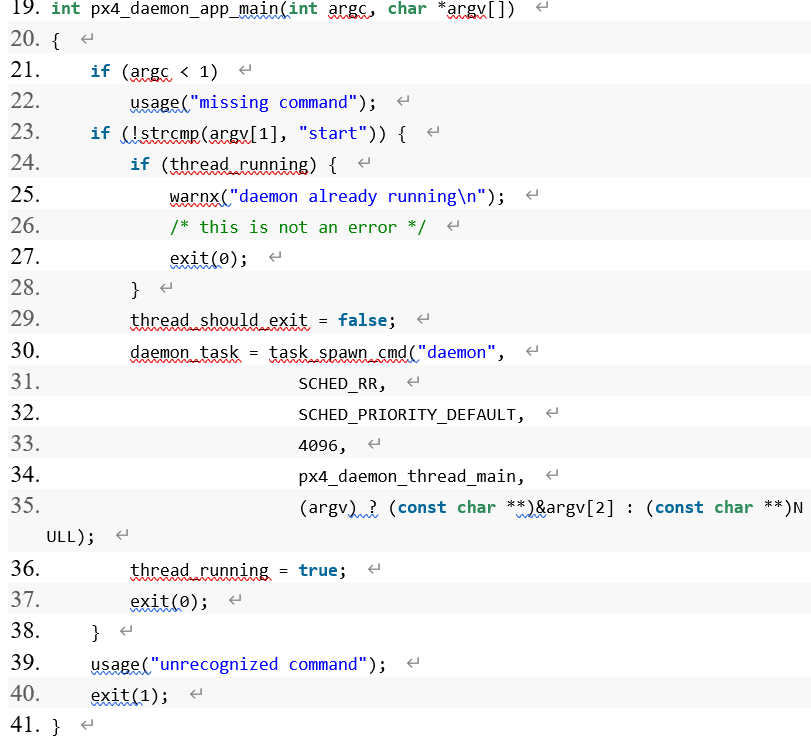 19. int px4_daemon_app_main(int argc, char *argv[]) ↵
20. { ↵
21.     if (argc < 1) ↵
22.         usage("missing command"); ↵
23.     if (!strcmp(argv[1], "start")) { ↵
24.         if (thread_running) { ↵
25.             warnx("daemon already running\n"); ↵
26.             /* this is not an error */ ↵
27.             exit(0); ↵
28.         } ↵
29.         thread_should_exit = false; ↵
30.         daemon_task = task_spawn_cmd("daemon", ↵
31.                          SCHED_RR, ↵
32.                          SCHED_PRIORITY_DEFAULT, ↵
33.                          4096, ↵
34.                          px4_daemon_thread_main, ↵
35.                          (argv) ? (const char **)&argv[2] : (const char **)N
ULL); ↵
36.         thread_running = true; ↵
37.         exit(0); ↵
38.     } ↵
39.     usage("unrecognized command"); ↵
40.     exit(1); ↵
41. } ↵